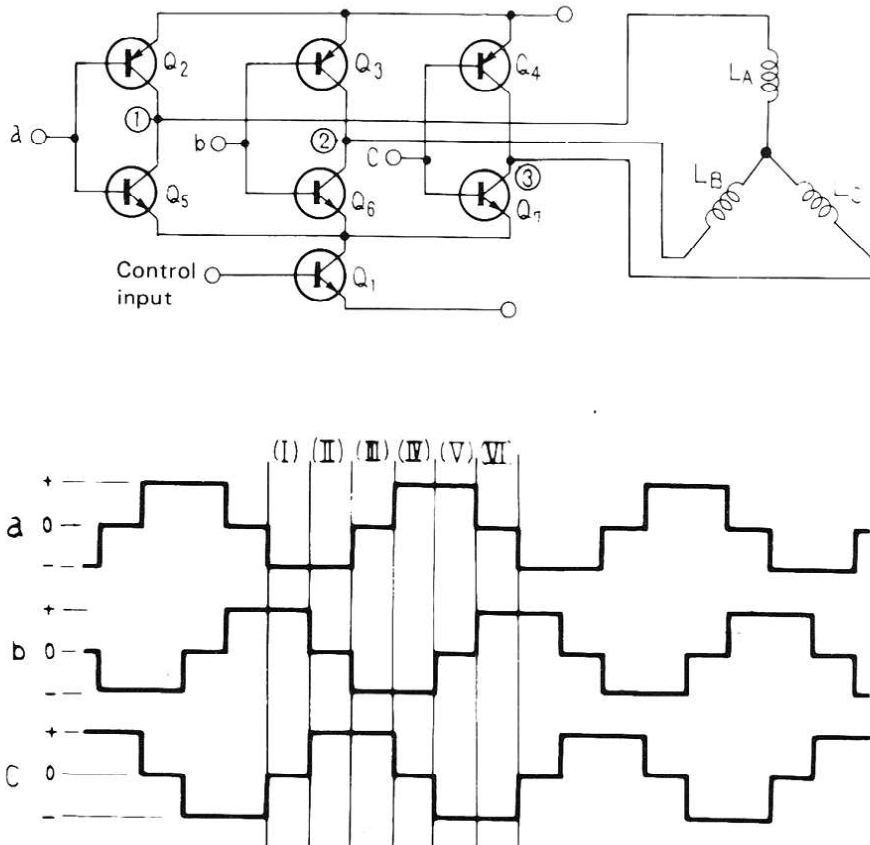 Q2
Q3
Q4
LA
①
②
③
a
b
C
Q5
Q6
Q7
LB
LC
Control
input
Q1
(I) (II) (III) (IV) (V) (VI)
+
a 0
-
+
b 0
-
+
C 0
-